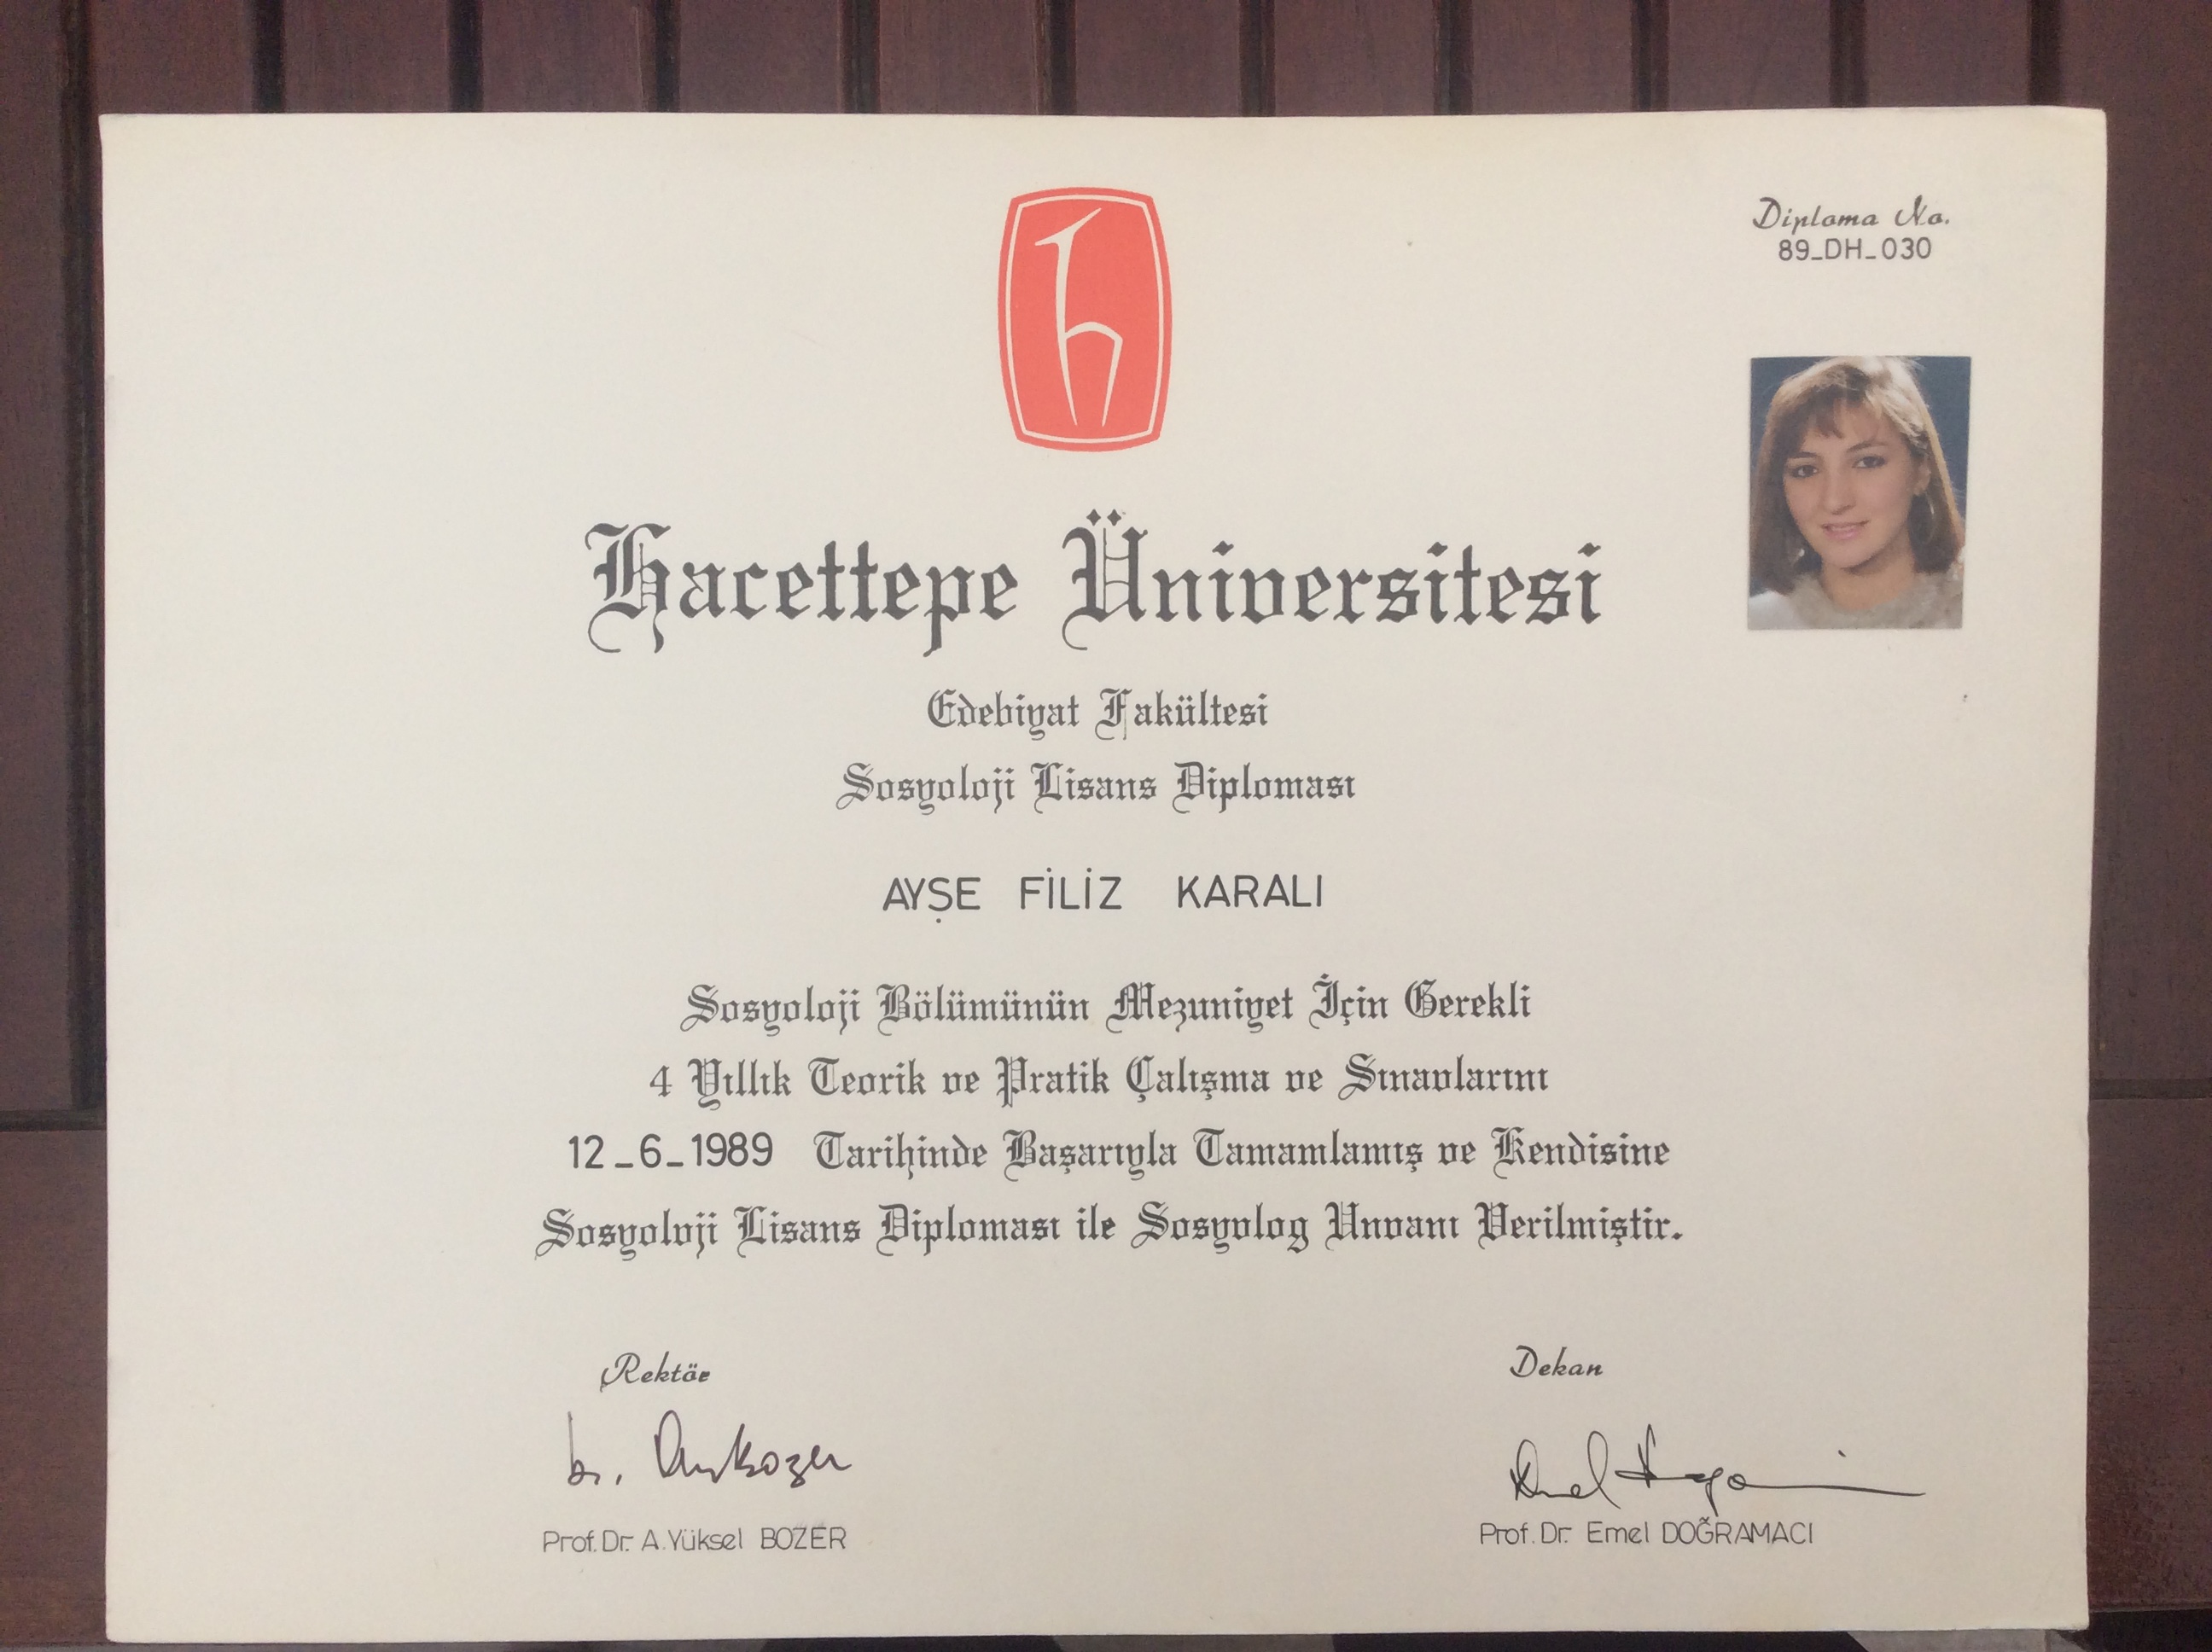 Diploma No.
89_DH_030
Hacettepe Üniversitesi
Edebiyat Fakültesi
Sosyoloji Lisans Diploması
AYŞE FİLİZ KARALI
Sosyoloji Bölümünün Mezuniyet İçin Gerekli
4 Yıllık Teorik ve Pratik Çalışma ve Sınavlarını
12_6_1989 Tarihinde Başarıyla Tamamlamış ve Kendisine
Sosyoloji Lisans Diploması ile Sosyolog Unvanı Verilmiştir.
Rektör
Dekan
Prof. Dr. A. Yüksel BOZER
Prof. Dr. Emel DOĞRAMACI